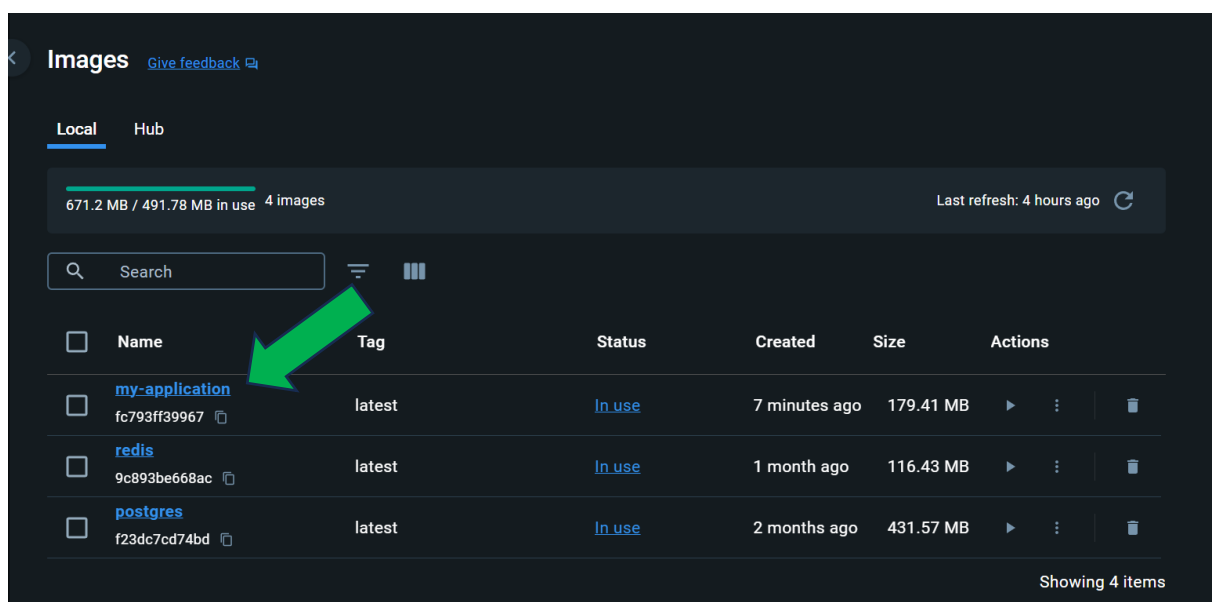 Images Give feedback
Local Hub
671.2 MB / 491.78 MB in use 4 images Last refresh: 4 hours ago
Search
Name Tag Status Created Size Actions
my-application
fc793ff39967 latest In use 7 minutes ago 179.41 MB
redis
9c893be668ac latest In use 1 month ago 116.43 MB
postgres
f23dc7cd74bd latest In use 2 months ago 431.57 MB
Showing 4 items